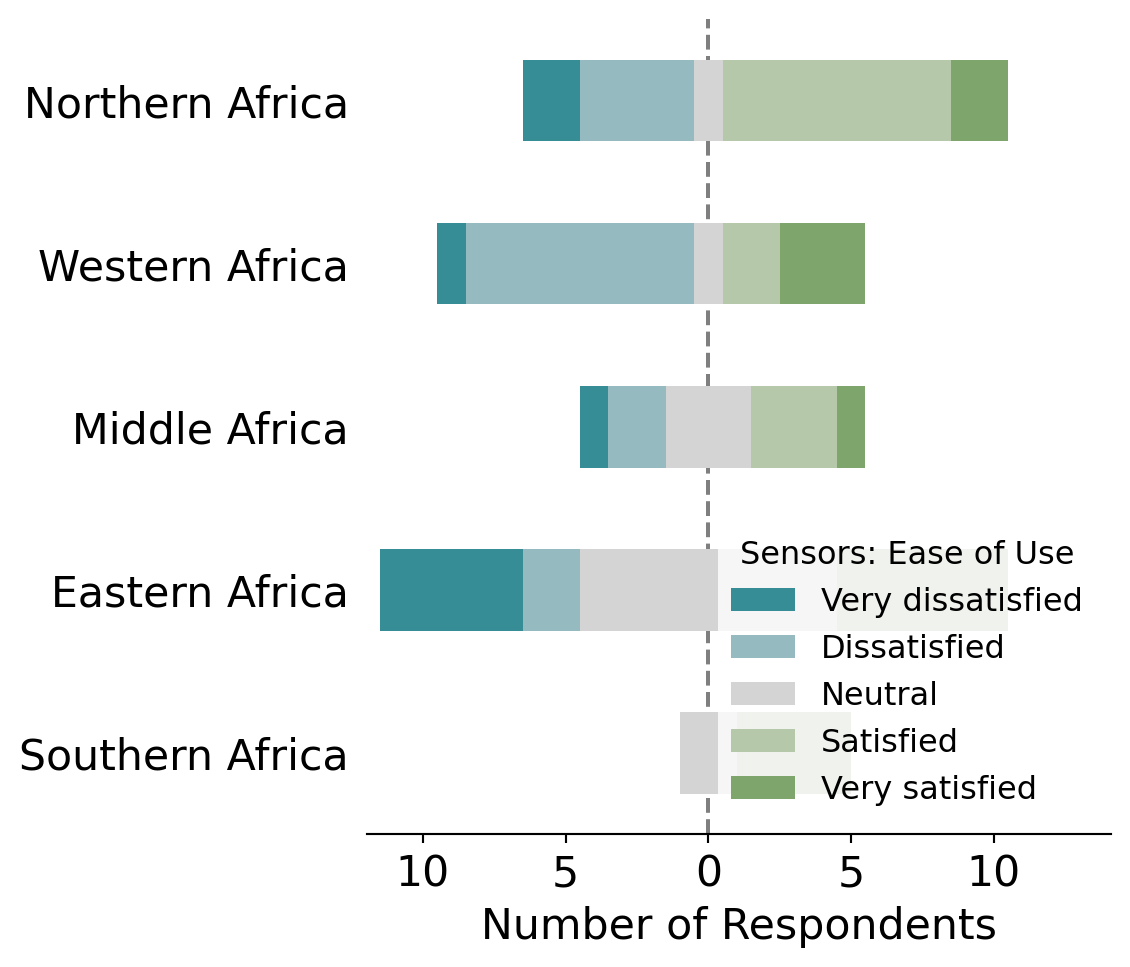 Northern Africa
Western Africa
Middle Africa
Eastern Africa
Southern Africa
Sensors: Ease of Use
Very dissatisfied
Dissatisfied
Neutral
Satisfied
Very satisfied
10 5 0 5 10
Number of Respondents